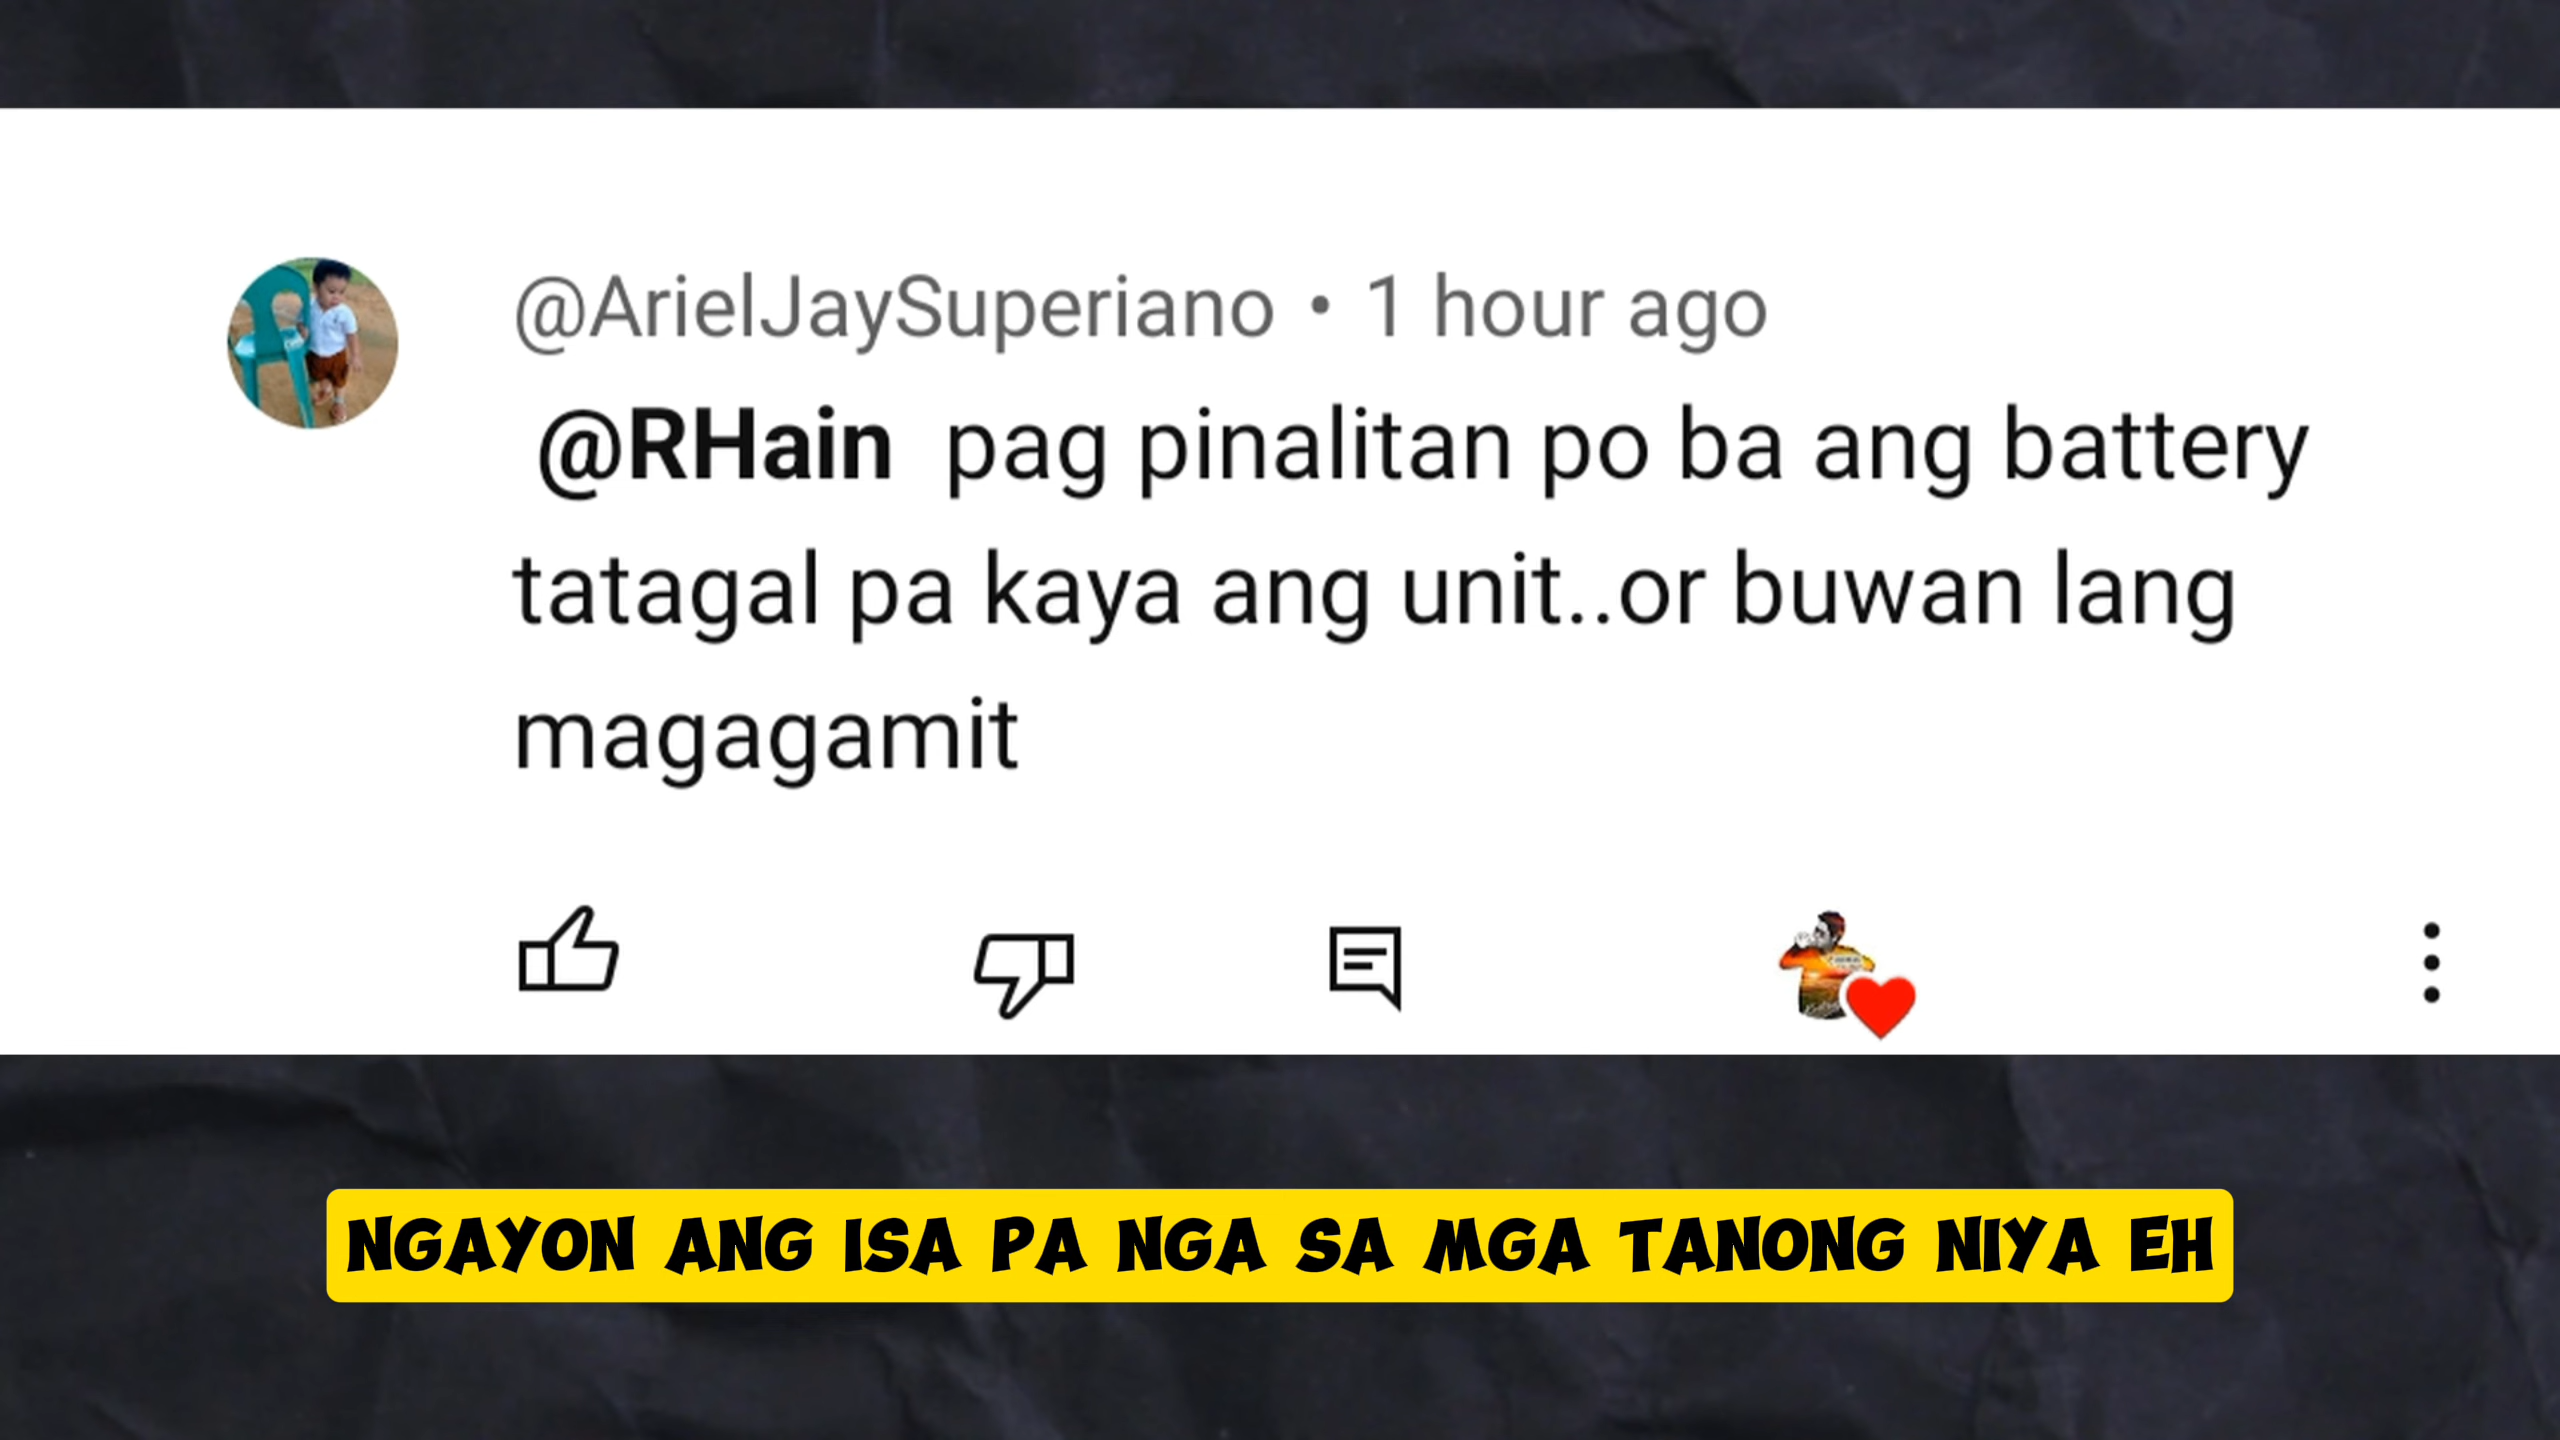 @ArielJaySuperiano • 1 hour ago
@RHain pag pinalitan po ba ang battery
tatagal pa kaya ang unit..or buwan lang
magagamit
NGAYON ANG ISA PA NGA SA MGA TANONG NIYA EH